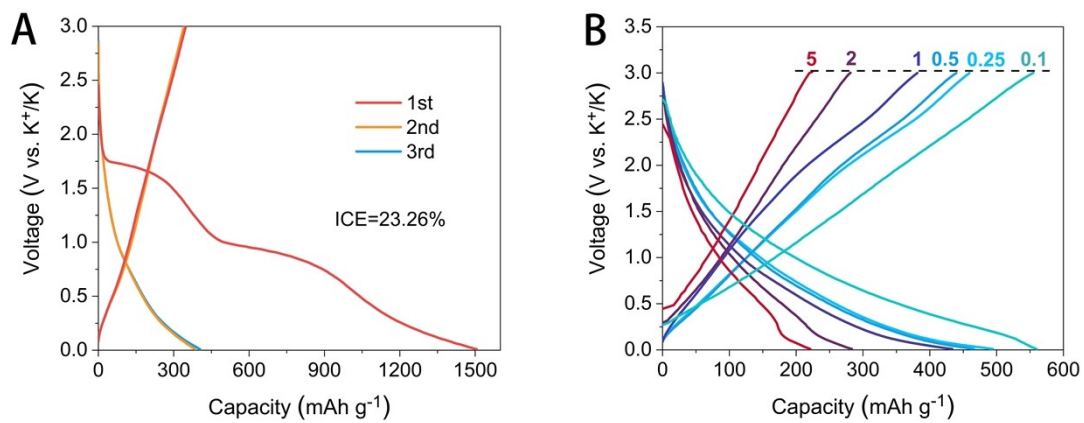 A
3.0
2.5
2.0
1.5
1.0
0.5
0.0
Voltage (V vs. K⁺/K)
1st
2nd
3rd
ICE=23.26%
0 300 600 900 1200 1500
Capacity (mAh g⁻¹)
B
5 2 1 0.5 0.25 0.1
3.5
3.0
2.5
2.0
1.5
1.0
0.5
0.0
Voltage (V vs. K⁺/K)
0 100 200 300 400 500 600
Capacity (mAh g⁻¹)